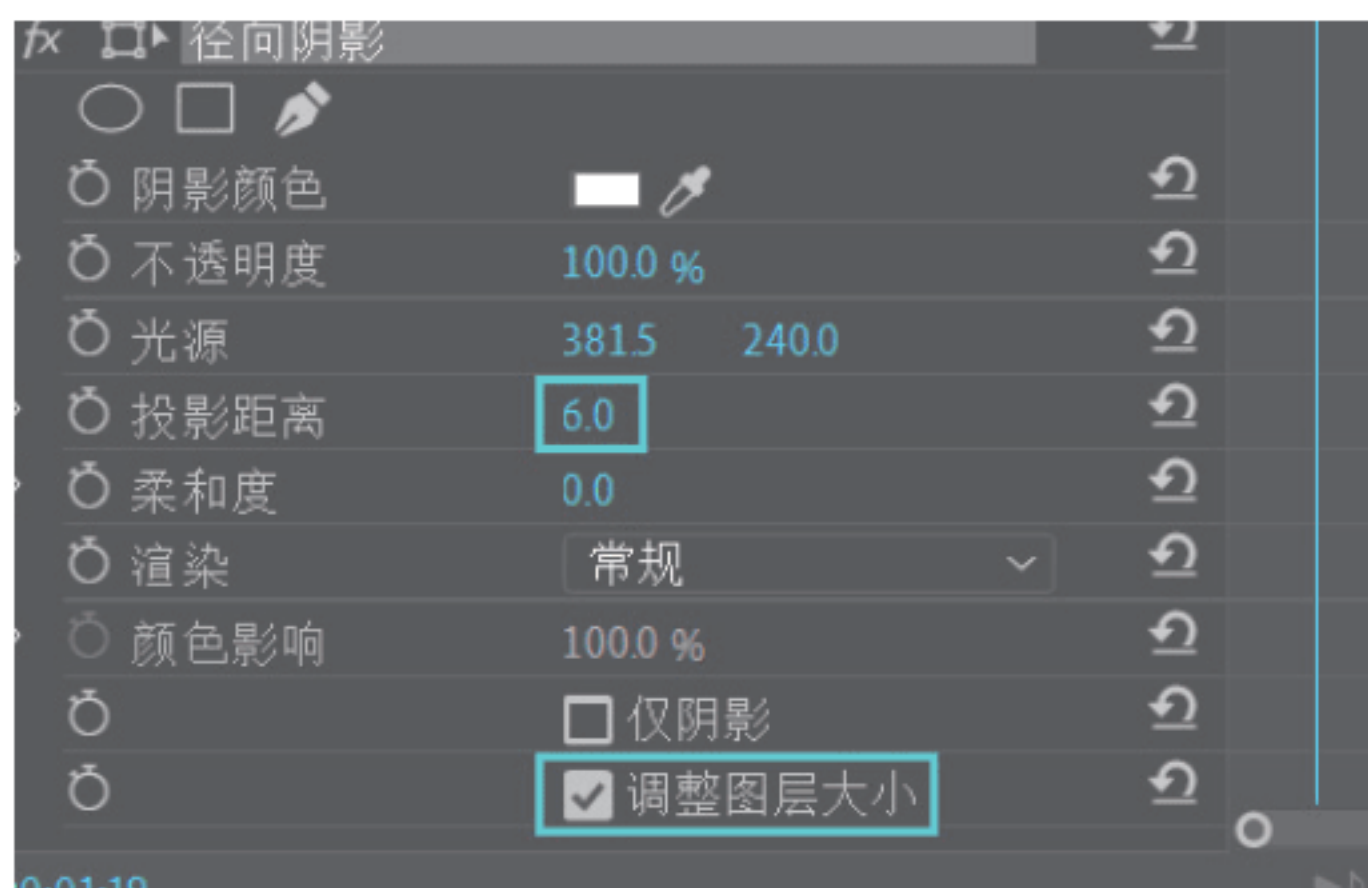 fx 径向阴影
阴影颜色
不透明度 100.0 %
光源 381.5 240.0
投影距离 6.0
柔和度 0.0
渲染 常规
颜色影响 100.0 %
仅阴影
调整图层大小